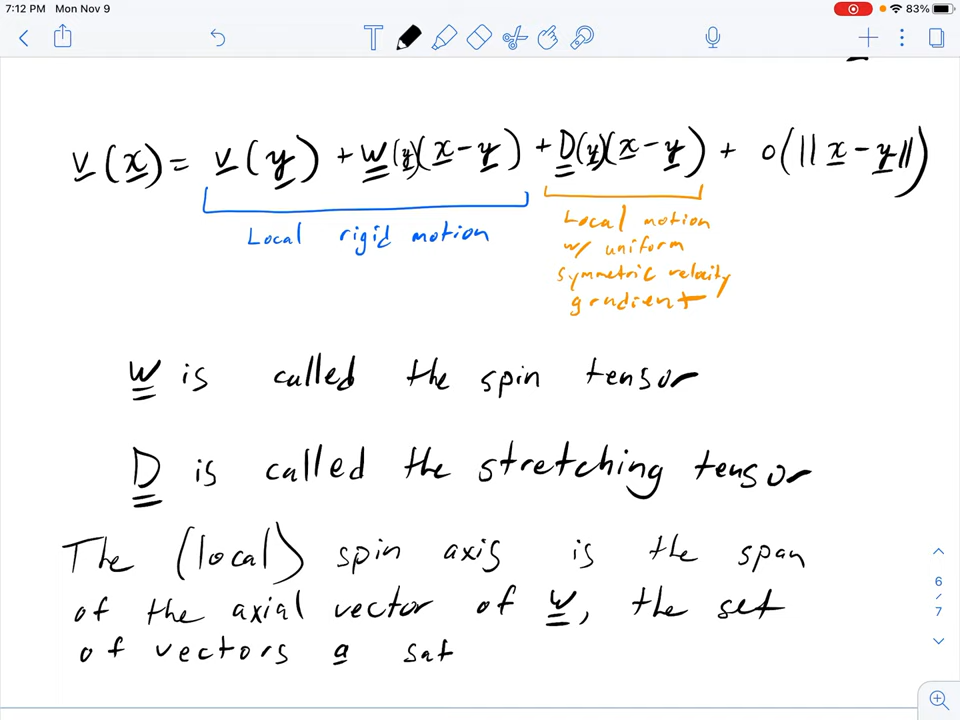 7:12 PM Mon Nov 9
83%
T
v(x) = v(y) + W(y)(x-y) + D(y)(x-y) + o(||x-y||)
Local rigid motion
Local motion
w/ uniform
symmetric velocity
gradient
W is called the spin tensor
D is called the stretching tensor
The (local) spin axis is the span
of the axial vector of W, the set
of vectors a sat
6
/
7